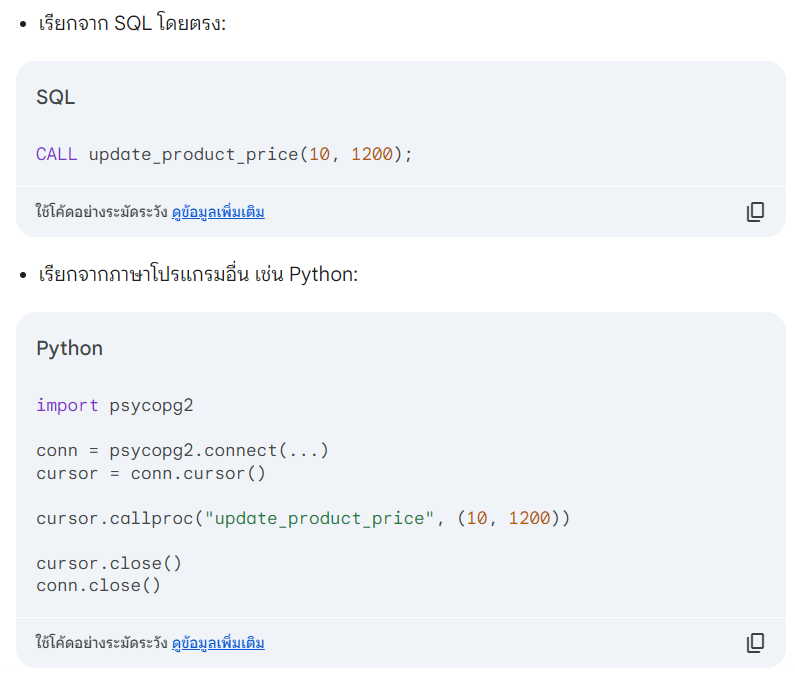 • เรียกจาก SQL โดยตรง:
SQL
CALL update_product_price(10, 1200);
ใช้โค้ดอย่างระมัดระวัง ดูข้อมูลเพิ่มเติม
• เรียกจากภาษาโปรแกรมอื่น เช่น Python:
Python
import psycopg2
conn = psycopg2.connect(...)
cursor = conn.cursor()
cursor.callproc("update_product_price", (10, 1200))
cursor.close()
conn.close()
ใช้โค้ดอย่างระมัดระวัง ดูข้อมูลเพิ่มเติม